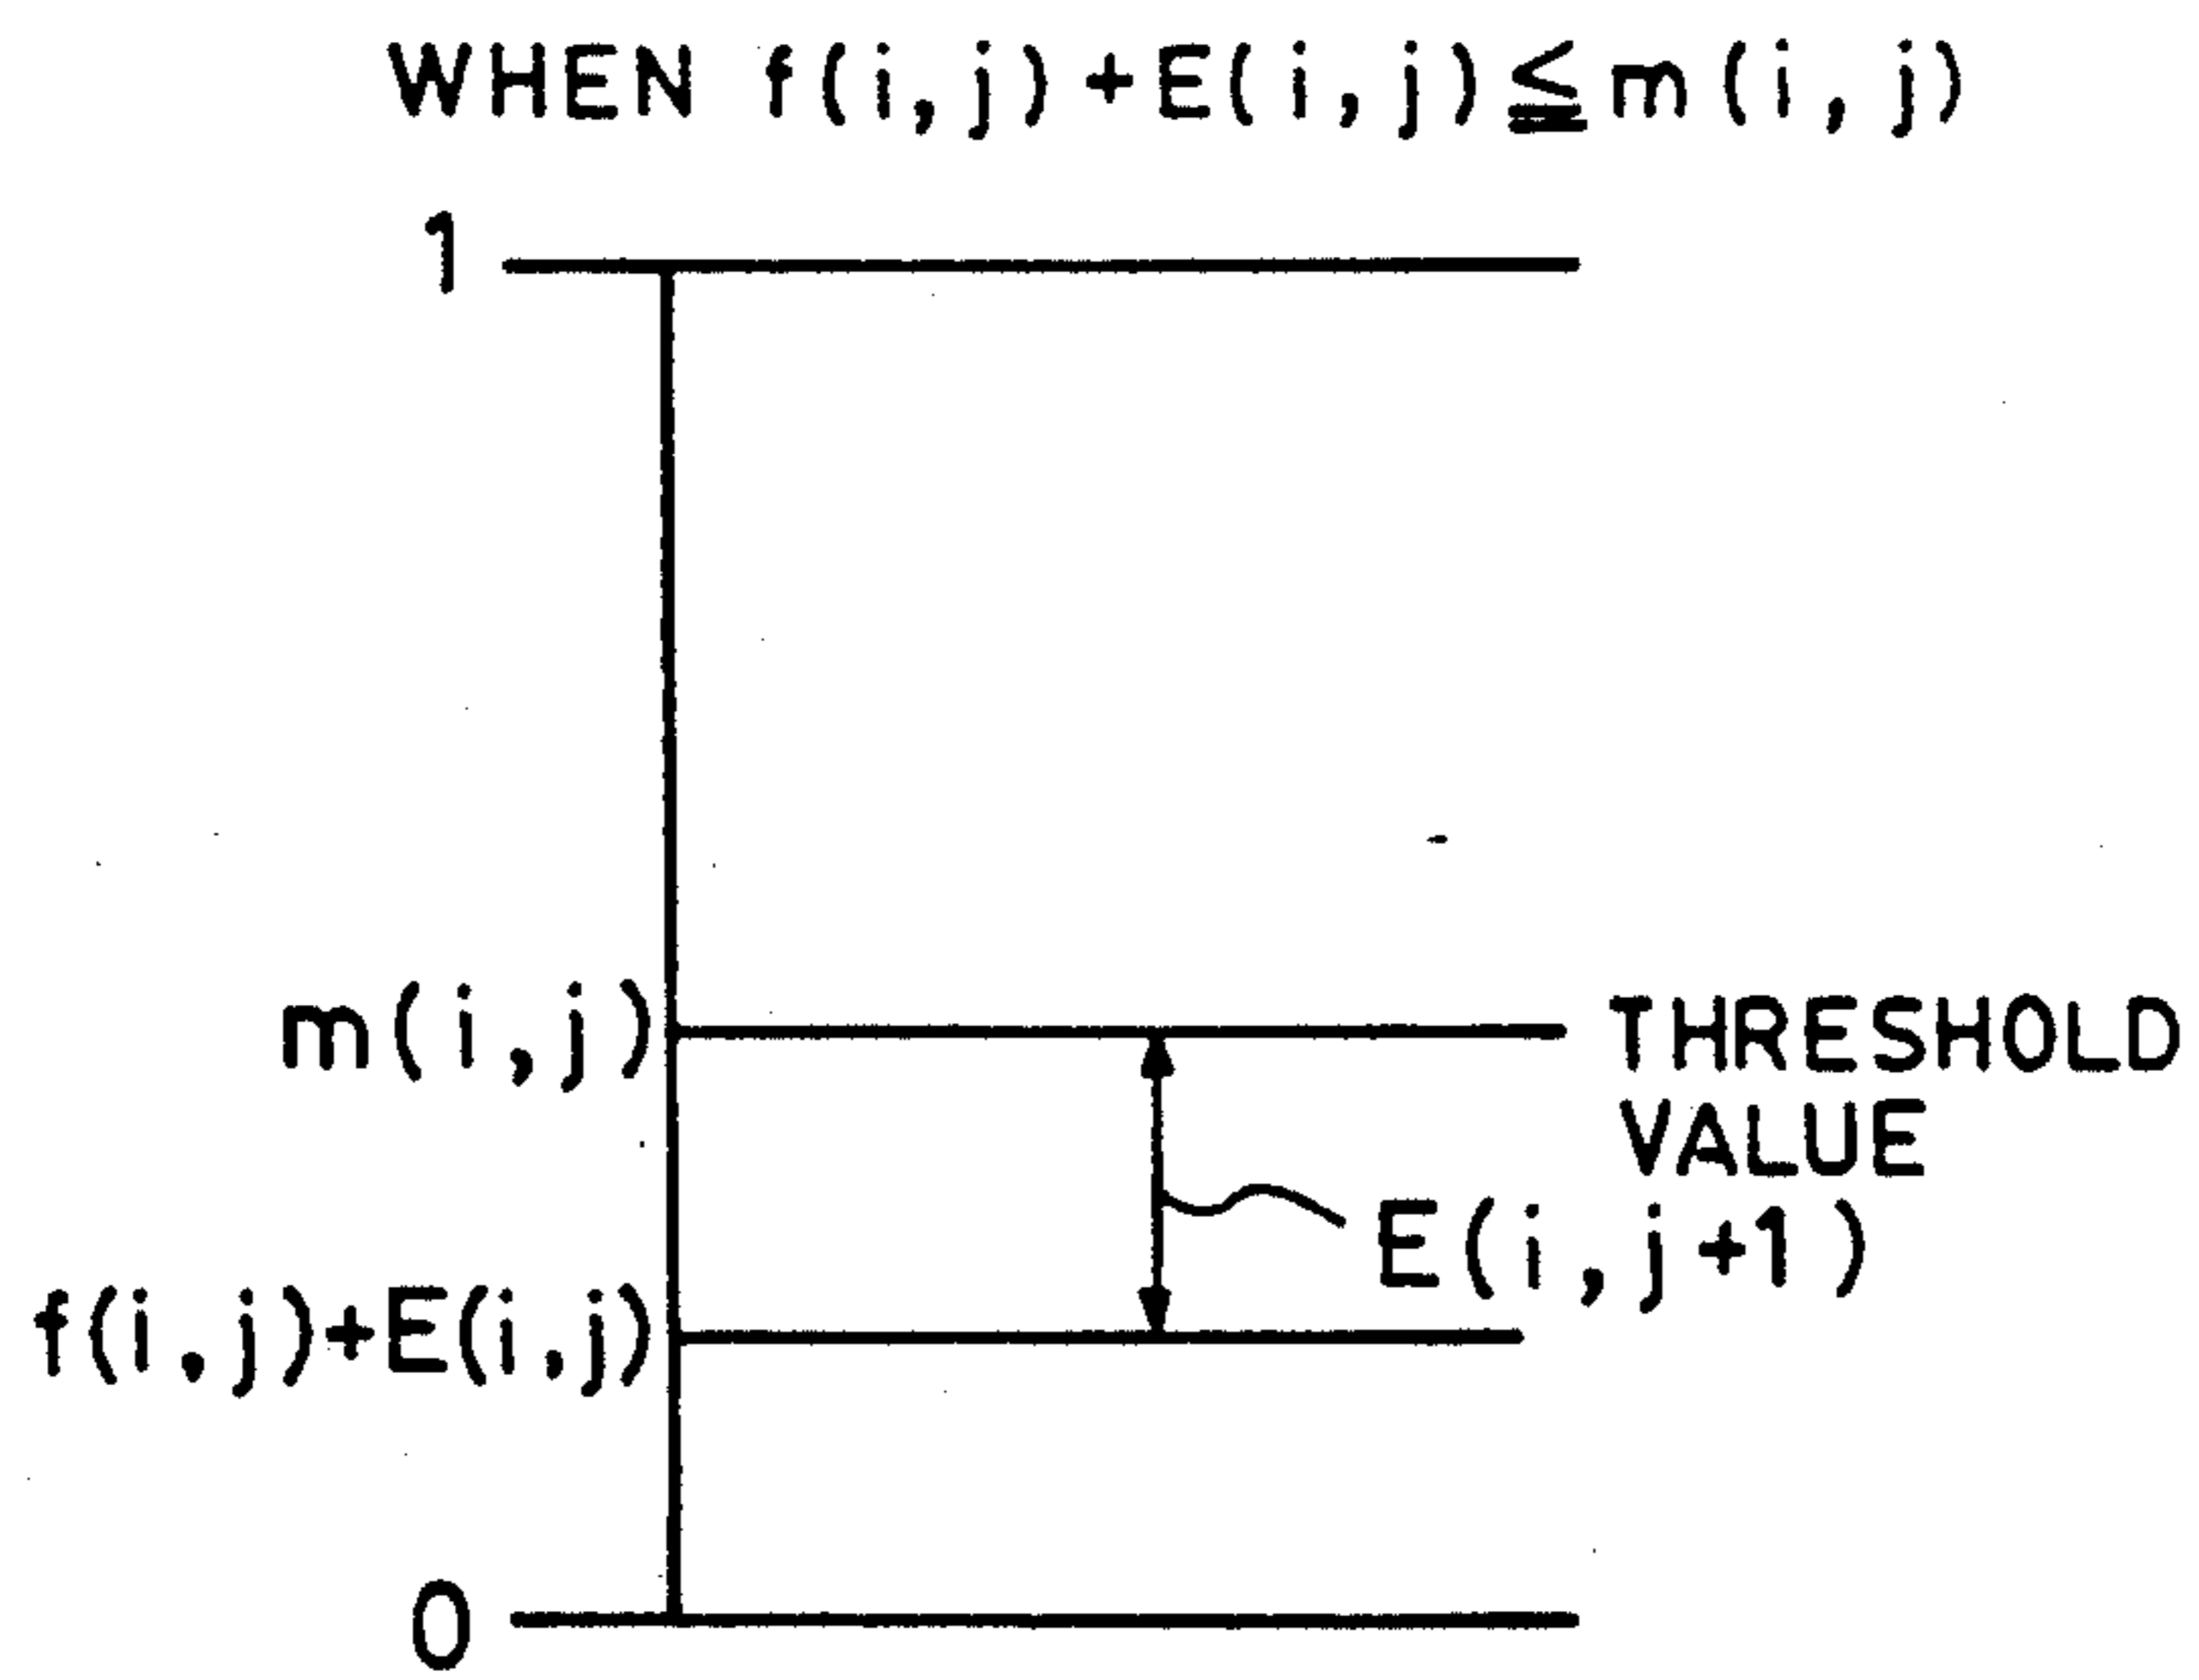 WHEN f(i,j)+E(i,j)≦m(i,j)
1
m(i,j)
THRESHOLD
VALUE
E(i,j+1)
f(i,j)+E(i,j)
0